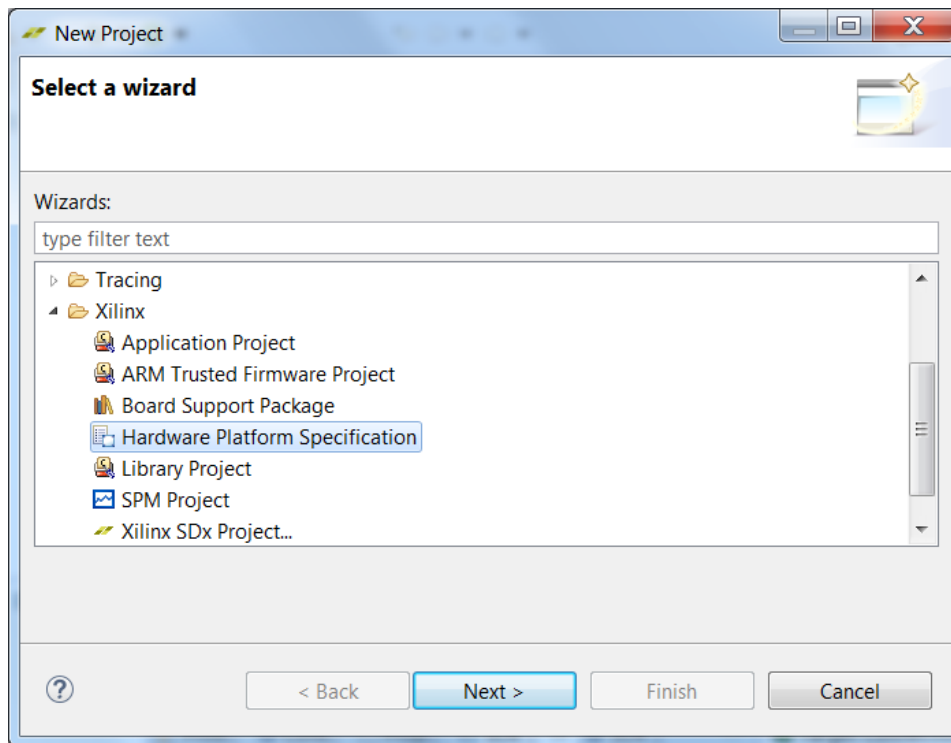 New Project
Select a wizard
Wizards:
type filter text
Tracing
Xilinx
Application Project
ARM Trusted Firmware Project
Board Support Package
Hardware Platform Specification
Library Project
SPM Project
Xilinx SDx Project...
?
< Back
Next >
Finish
Cancel